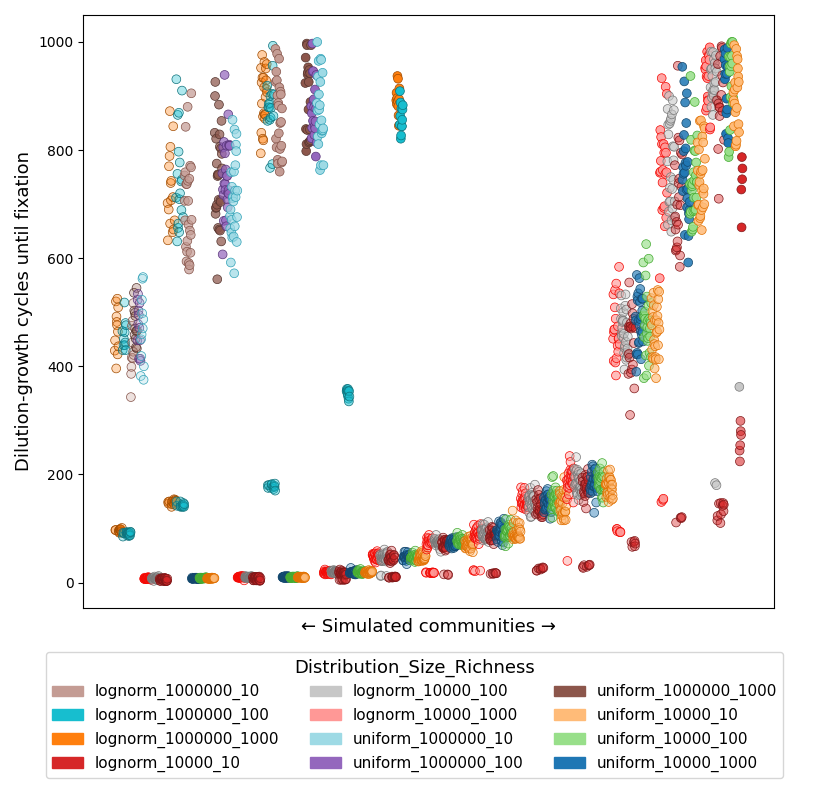 1000
800
600
400
200
0
Dilution-growth cycles until fixation
← Simulated communities →
Distribution_Size_Richness
lognorm_1000000_10
lognorm_1000000_100
lognorm_1000000_1000
lognorm_10000_10
lognorm_10000_100
lognorm_10000_1000
uniform_1000000_10
uniform_1000000_100
uniform_1000000_1000
uniform_10000_10
uniform_10000_100
uniform_10000_1000